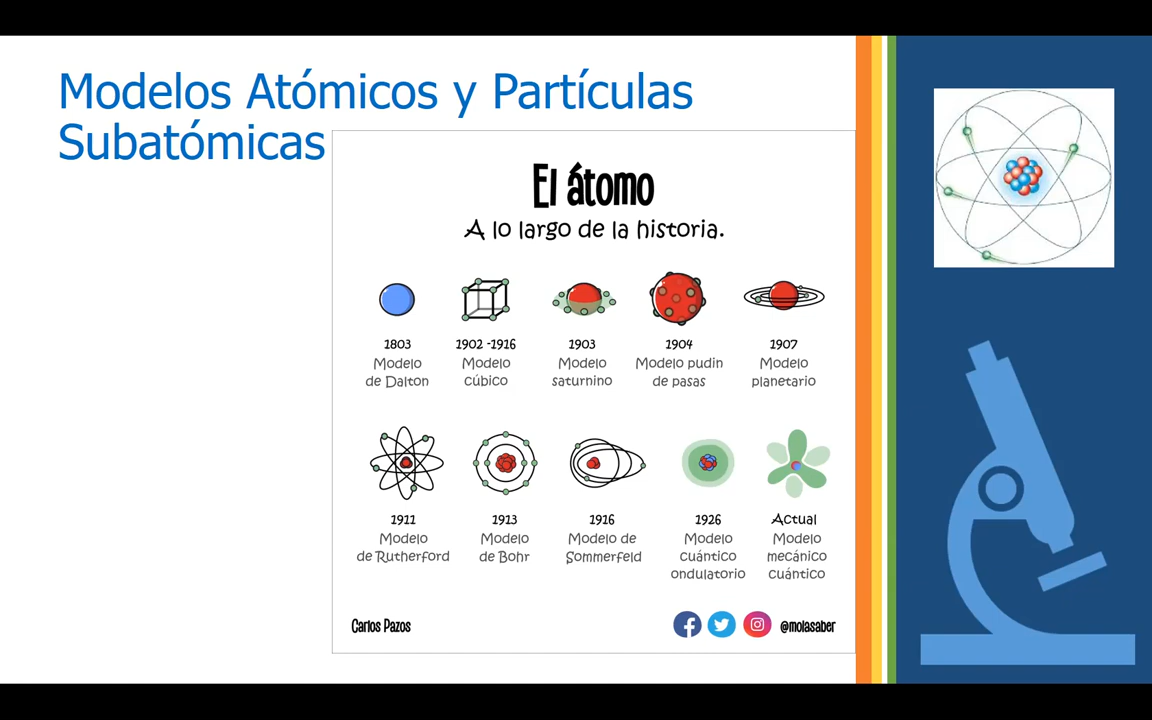 Modelos Atómicos y Partículas
Subatómicas
El átomo
A lo largo de la historia.
1803
Modelo
de Dalton
1902 -1916
Modelo
cúbico
1903
Modelo
saturnino
1904
Modelo pudin
de pasas
1907
Modelo
planetario
1911
Modelo
de Rutherford
1913
Modelo
de Bohr
1916
Modelo de
Sommerfeld
1926
Modelo
cuántico
ondulatorio
Actual
Modelo
mecánico
cuántico
Carlos Pazos
@molasaber